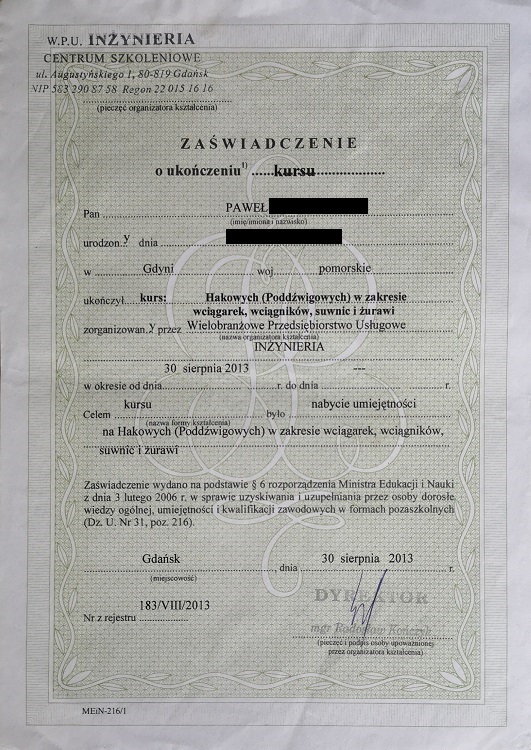 W.P.U. INŻYNIERIA
CENTRUM SZKOLENIOWE
ul. Augustyńskiego 1, 80-819 Gdańsk
NIP 583 290 87 58 Regon 22 015 16 16
(pieczęć organizatora kształcenia)
ZAŚWIADCZENIE
o ukończeniu1) ......kursu......
Pan PAWEŁ
(imię/imiona i nazwisko)
urodzon.y dnia
w Gdyni woj. pomorskie
ukończył kurs: Hakowych (Poddźwigowych) w zakresie
wciągarek, wciągników, suwnic i żurawi
zorganizowan.y przez Wielobranżowe Przedsiębiorstwo Usługowe
(nazwa organizatora kształcenia)
INŻYNIERIA
30 sierpnia 2013 ---
w okresie od dnia r. do dnia r.
Celem kursu było nabycie umiejętności
(nazwa formy kształcenia)
na Hakowych (Poddźwigowych) w zakresie wciągarek, wciągników,
suwnic i żurawi
Zaświadczenie wydano na podstawie § 6 rozporządzenia Ministra Edukacji i Nauki
z dnia 3 lutego 2006 r. w sprawie uzyskiwania i uzupełniania przez osoby dorosłe
wiedzy ogólnej, umiejętności i kwalifikacji zawodowych w formach pozaszkolnych
(Dz. U. Nr 31, poz. 216).
Gdańsk , dnia 30 sierpnia 2013 r.
(miejscowość)
DYREKTOR
183/VIII/2013
Nr z rejestru
mgr Radosław
(pieczęć i podpis osoby upoważnionej
przez organizatora kształcenia)
MEiN-216/1